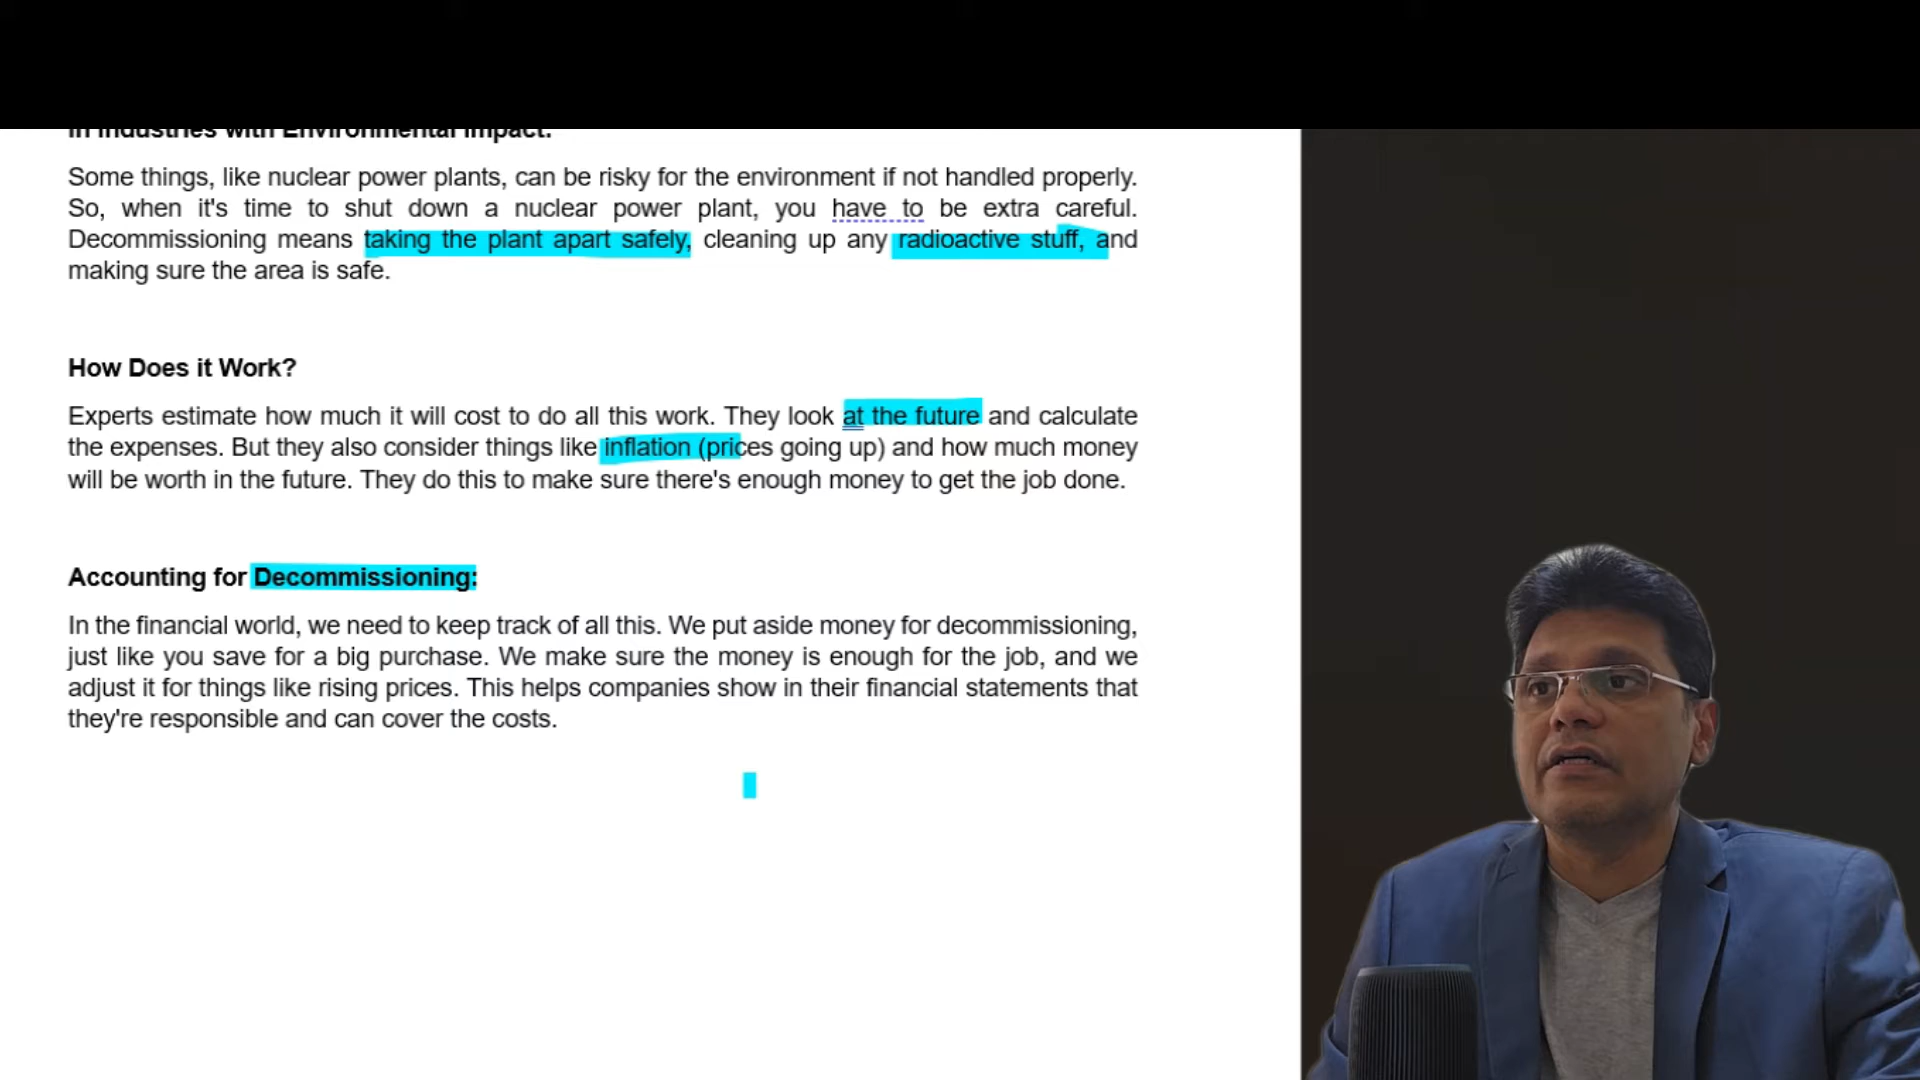 In Industries with Environmental Impact:
Some things, like nuclear power plants, can be risky for the environment if not handled properly.
So, when it's time to shut down a nuclear power plant, you have to be extra careful.
Decommissioning means taking the plant apart safely, cleaning up any radioactive stuff, and
making sure the area is safe.
How Does it Work?
Experts estimate how much it will cost to do all this work. They look at the future and calculate
the expenses. But they also consider things like inflation (prices going up) and how much money
will be worth in the future. They do this to make sure there's enough money to get the job done.
Accounting for Decommissioning:
In the financial world, we need to keep track of all this. We put aside money for decommissioning,
just like you save for a big purchase. We make sure the money is enough for the job, and we
adjust it for things like rising prices. This helps companies show in their financial statements that
they're responsible and can cover the costs.